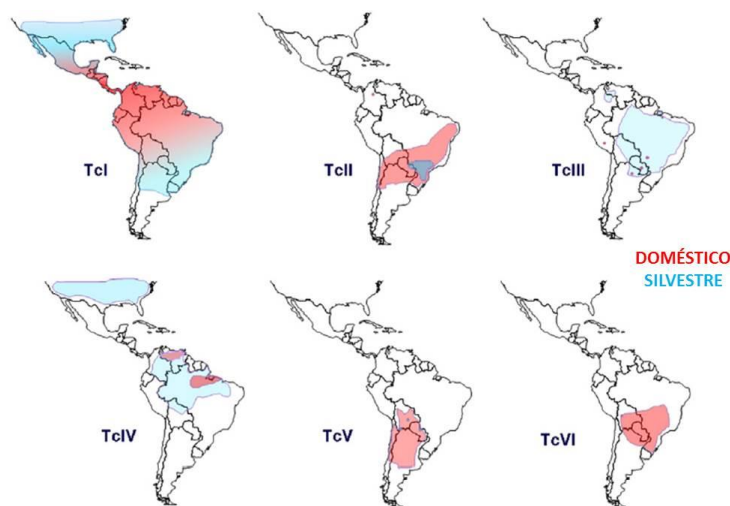 TcI
TcII
TcIII
DOMÉSTICO
SILVESTRE
TcIV
TcV
TcVI